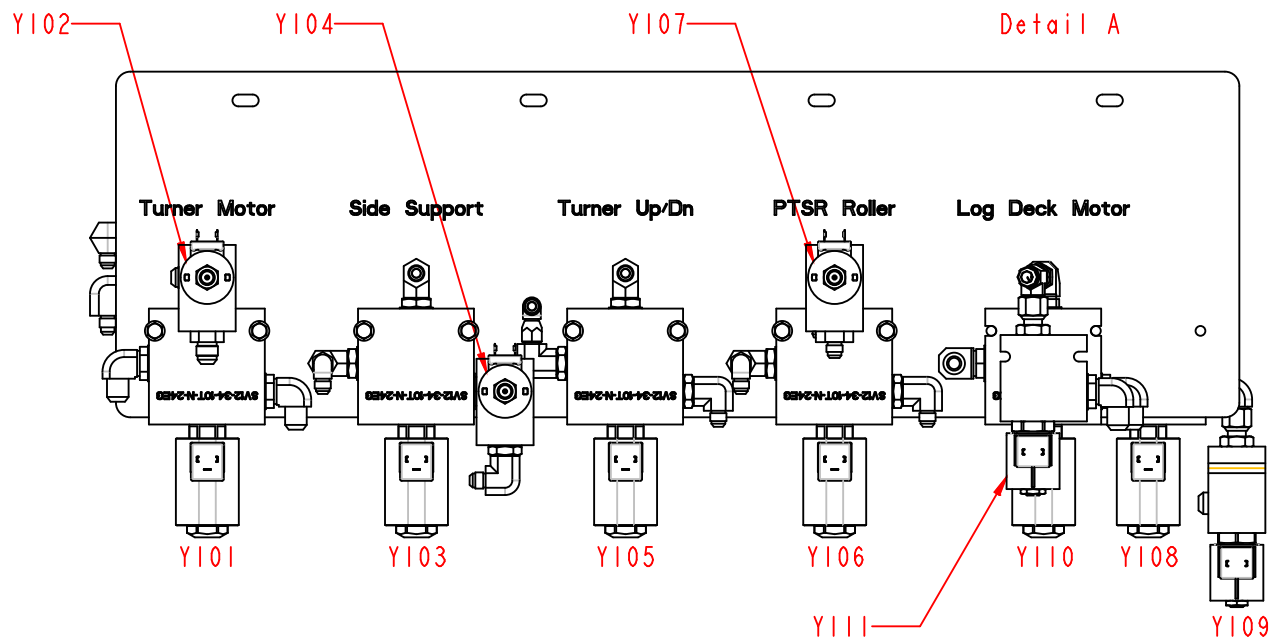 Y102 Y104 Y107 Detail A
Turner Motor Side Support Turner Up/Dn PTSR Roller Log Deck Motor
Y101 Y103 Y105 Y106 Y110 Y108
Y111 Y109